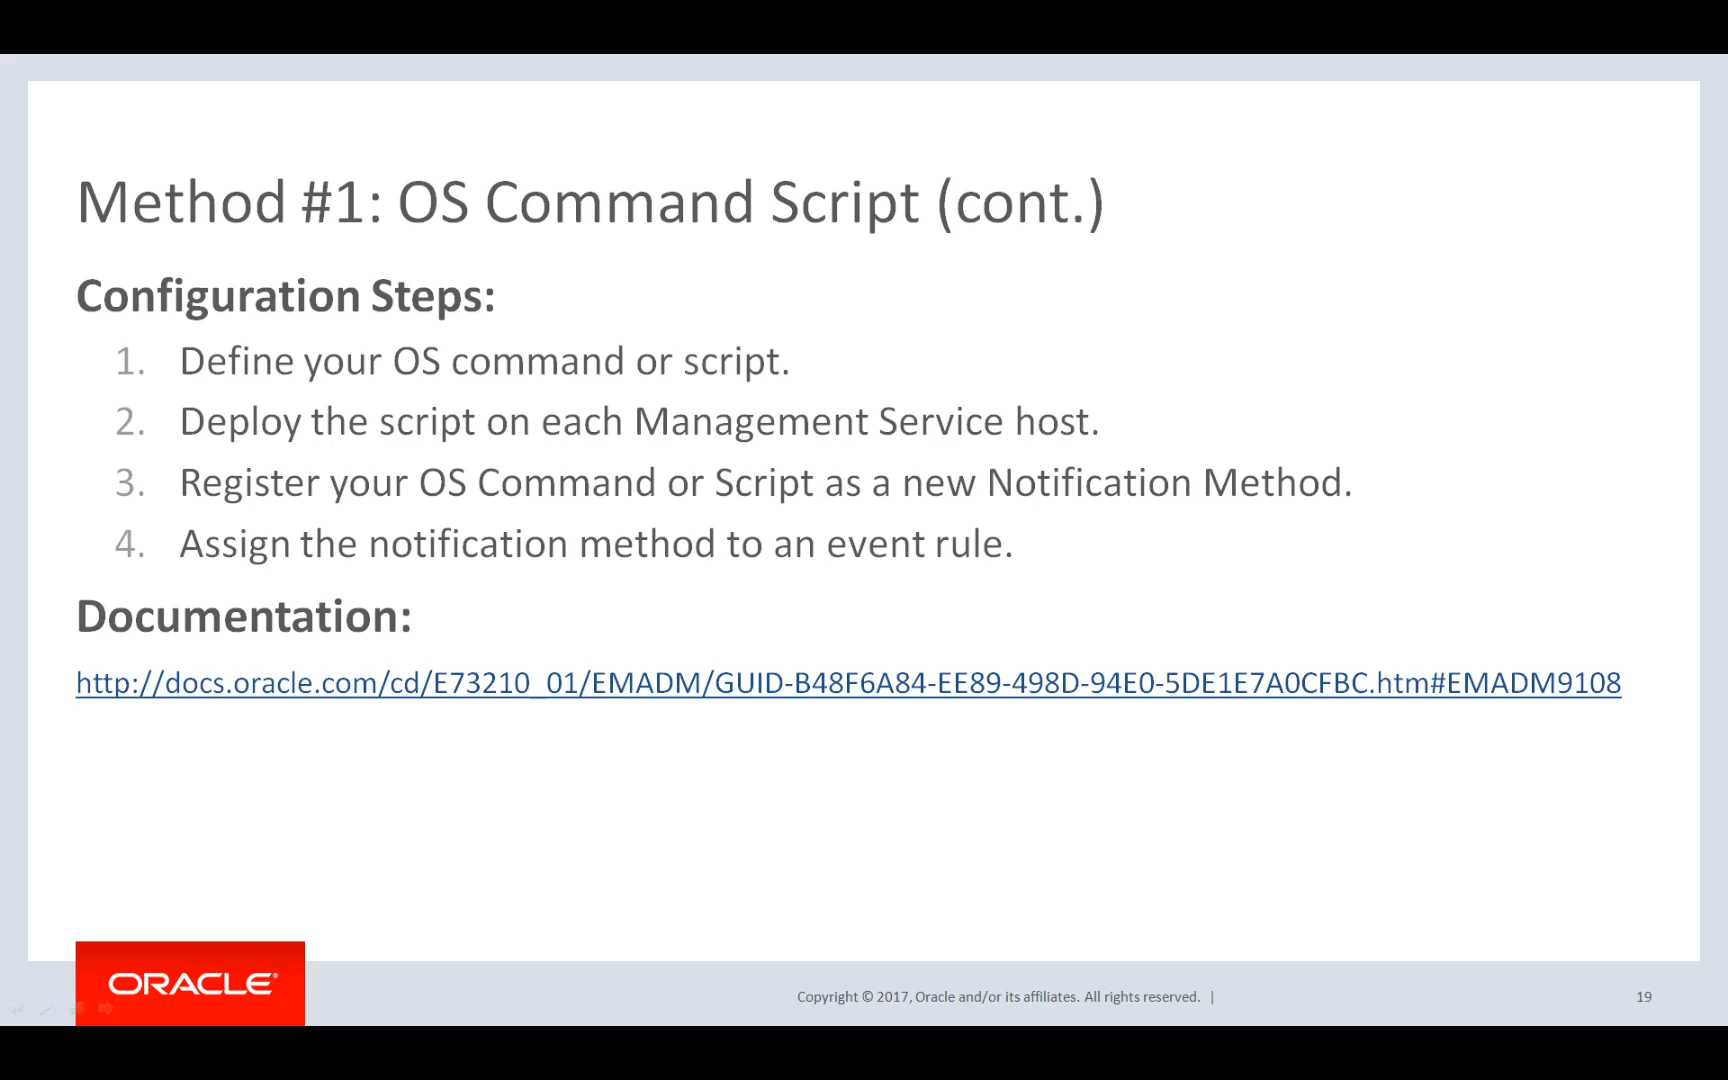 Method #1: OS Command Script (cont.)
Configuration Steps:
1. Define your OS command or script.
2. Deploy the script on each Management Service host.
3. Register your OS Command or Script as a new Notification Method.
4. Assign the notification method to an event rule.
Documentation:
http://docs.oracle.com/cd/E73210_01/EMADM/GUID-B48F6A84-EE89-498D-94E0-5DE1E7A0CFBC.htm#EMADM9108
ORACLE®
Copyright © 2017, Oracle and/or its affiliates. All rights reserved. |
19